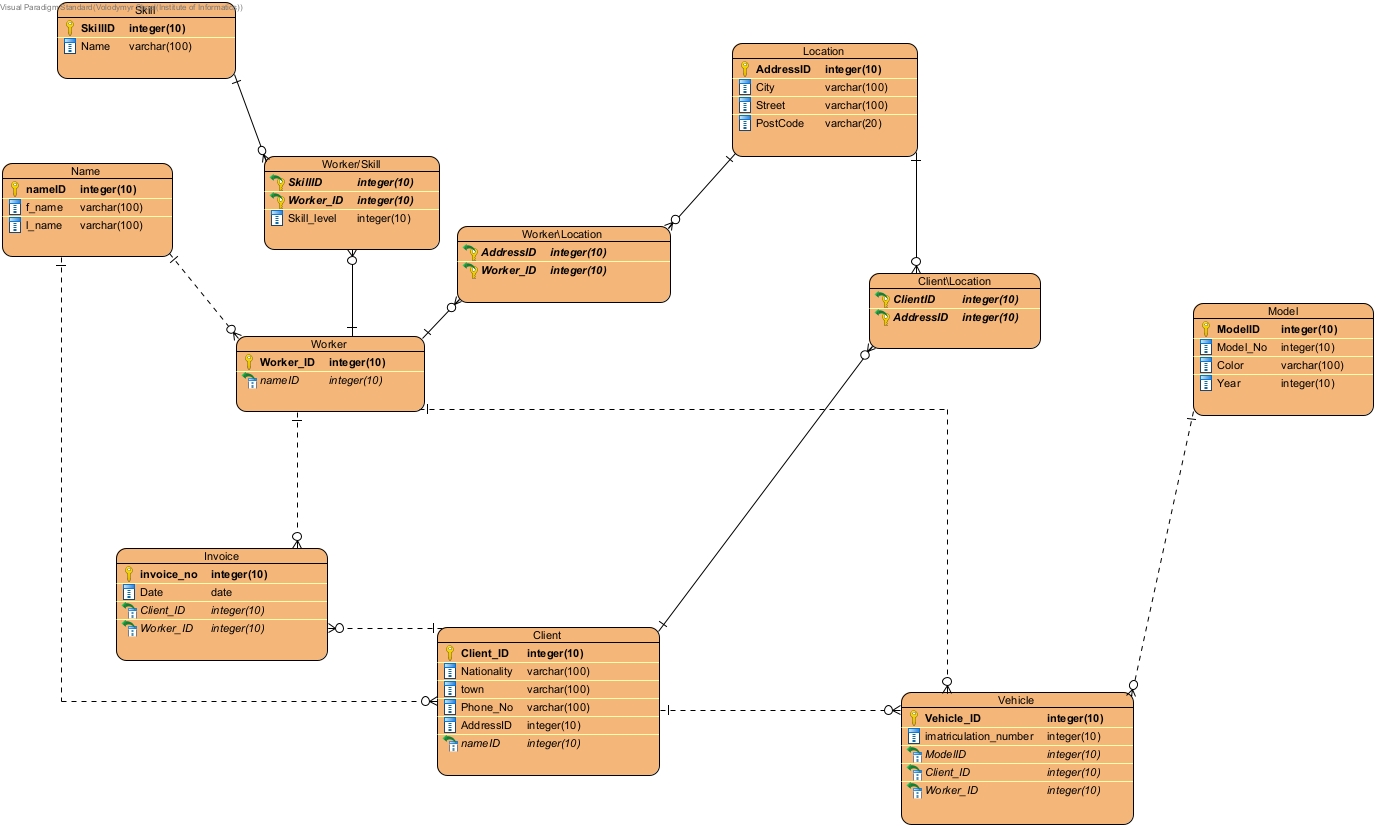 Visual Paradigm Standard(Volodymyr (Institute of Informatics))
Skill
SkillID integer(10)
Name varchar(100)
Location
AddressID integer(10)
City varchar(100)
Street varchar(100)
PostCode varchar(20)
Worker/Skill
SkillID integer(10)
Worker_ID integer(10)
Skill_level integer(10)
Name
nameID integer(10)
f_name varchar(100)
l_name varchar(100)
Worker\Location
AddressID integer(10)
Worker_ID integer(10)
Client\Location
ClientID integer(10)
AddressID integer(10)
Model
ModelID integer(10)
Model_No integer(10)
Color varchar(100)
Year integer(10)
Worker
Worker_ID integer(10)
nameID integer(10)
Invoice
invoice_no integer(10)
Date date
Client_ID integer(10)
Worker_ID integer(10)
Client
Client_ID integer(10)
Nationality varchar(100)
town varchar(100)
Phone_No varchar(100)
AddressID integer(10)
nameID integer(10)
Vehicle
Vehicle_ID integer(10)
imatriculation_number integer(10)
ModelID integer(10)
Client_ID integer(10)
Worker_ID integer(10)